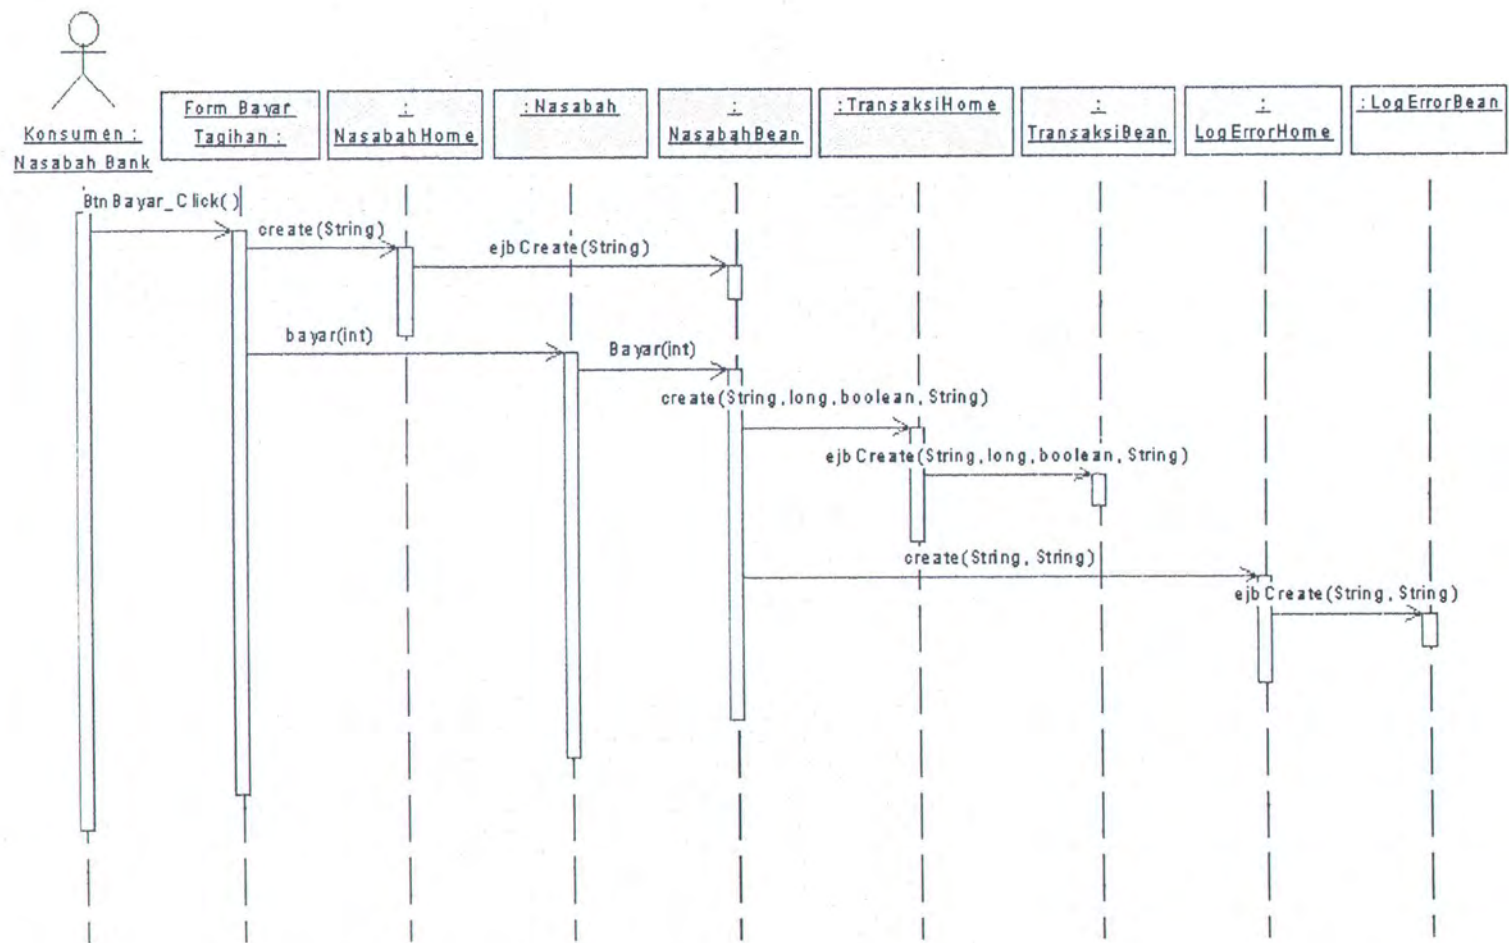 Konsumen :
Nasabah Bank
Form Bayar
Tagihan :
:
NasabahHome
:Nasabah
:
NasabahBean
:TransaksiHome
:
TransaksiBean
:
LogErrorHome
:LogErrorBean
BtnBayar_Click()
create(String)
ejbCreate(String)
bayar(int)
Bayar(int)
create(String,long,boolean,String)
ejbCreate(String,long,boolean,String)
create(String, String)
ejbCreate(String, String)